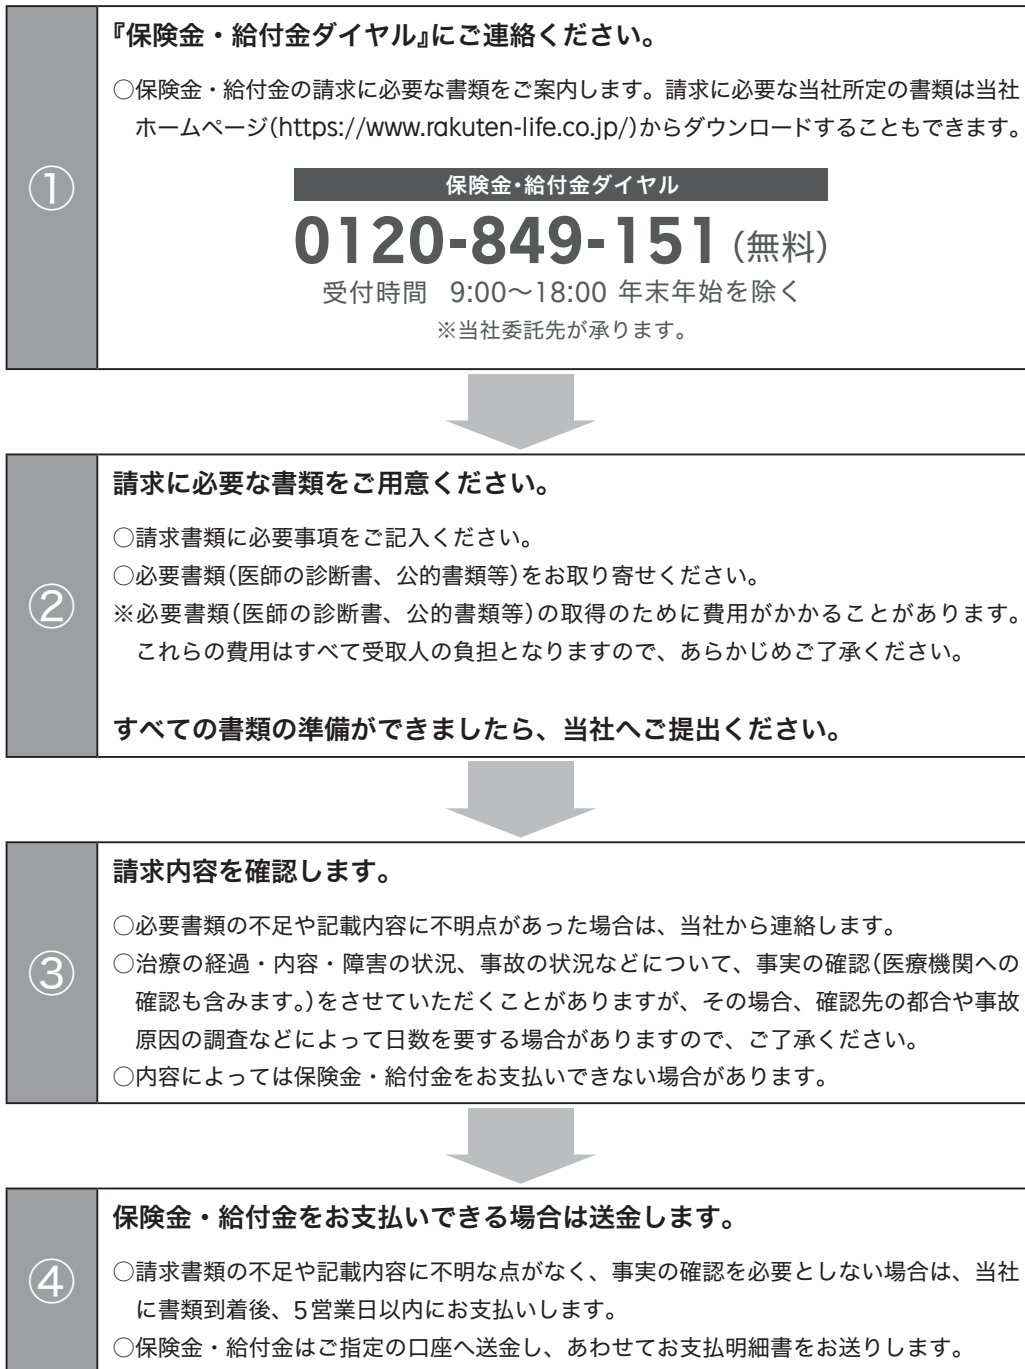 ①
『保険金・給付金ダイヤル』にご連絡ください。
○保険金・給付金の請求に必要な書類をご案内します。請求に必要な当社所定の書類は当社
ホームページ(https://www.rakuten-life.co.jp/)からダウンロードすることもできます。
保険金・給付金ダイヤル
0120-849-151(無料)
受付時間 9:00〜18:00 年末年始を除く
※当社委託先が承ります。
②
請求に必要な書類をご用意ください。
○請求書類に必要事項をご記入ください。
○必要書類(医師の診断書、公的書類等)をお取り寄せください。
※必要書類(医師の診断書、公的書類等)の取得のために費用がかかることがあります。
これらの費用はすべて受取人の負担となりますので、あらかじめご了承ください。
すべての書類の準備ができましたら、当社へご提出ください。
③
請求内容を確認します。
○必要書類の不足や記載内容に不明点があった場合は、当社から連絡します。
○治療の経過・内容・障害の状況、事故の状況などについて、事実の確認(医療機関への
確認も含みます。)をさせていただくことがありますが、その場合、確認先の都合や事故
原因の調査などによって日数を要する場合がありますので、ご了承ください。
○内容によっては保険金・給付金をお支払いできない場合があります。
④
保険金・給付金をお支払いできる場合は送金します。
○請求書類の不足や記載内容に不明な点がなく、事実の確認を必要としない場合は、当社
に書類到着後、5営業日以内にお支払いします。
○保険金・給付金はご指定の口座へ送金し、あわせてお支払明細書をお送りします。